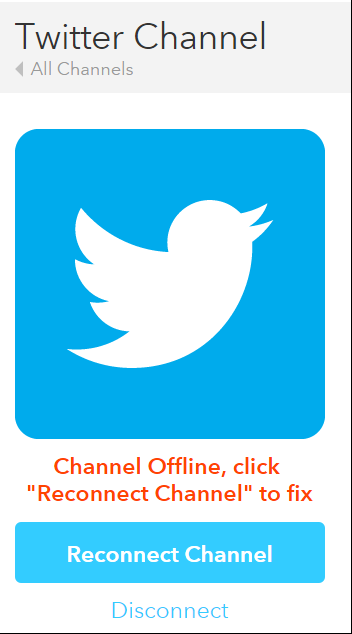 Twitter Channel
All Channels
Channel Offline, click
"Reconnect Channel" to fix
Reconnect Channel
Disconnect